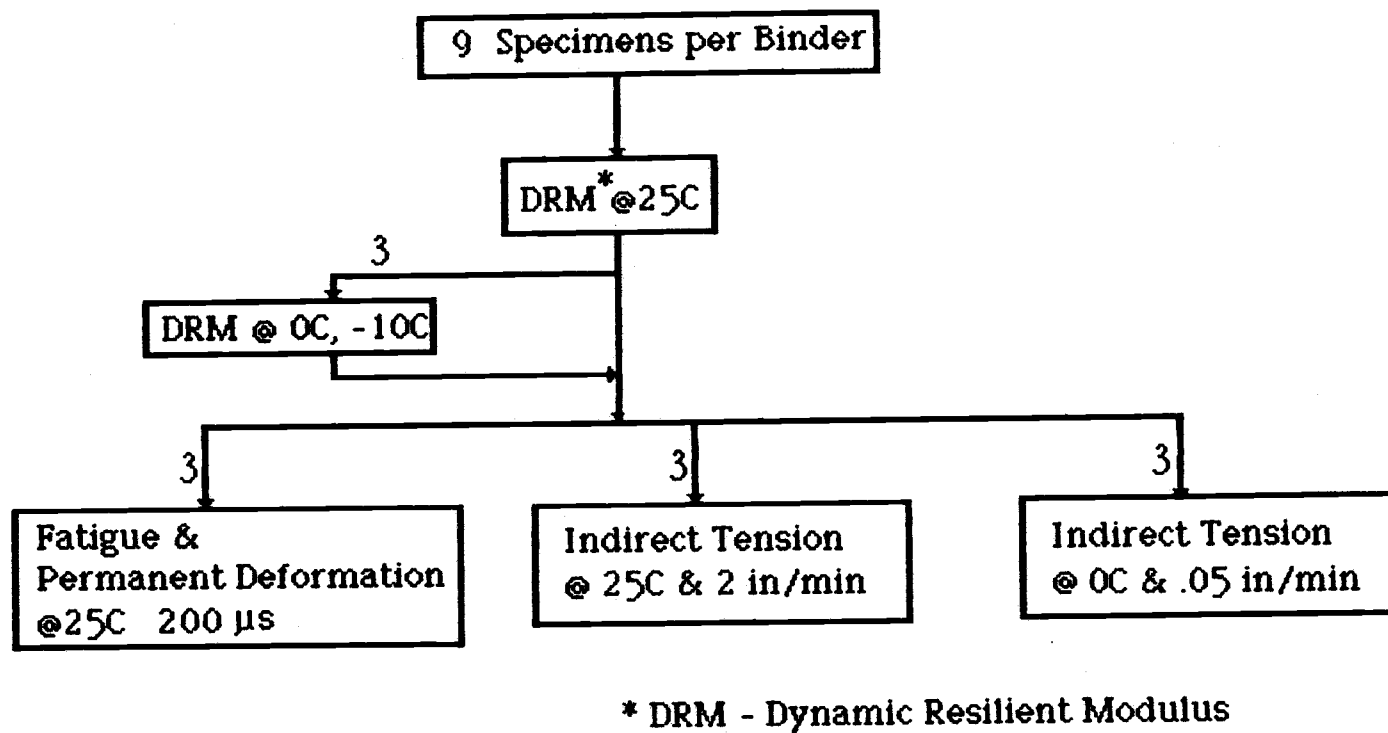 9 Specimens per Binder
DRM* @25C
3
DRM @ 0C, -10C
3
3
3
Fatigue &
Permanent Deformation
@25C 200 µs
Indirect Tension
@ 25C & 2 in/min
Indirect Tension
@ 0C & .05 in/min
* DRM - Dynamic Resilient Modulus